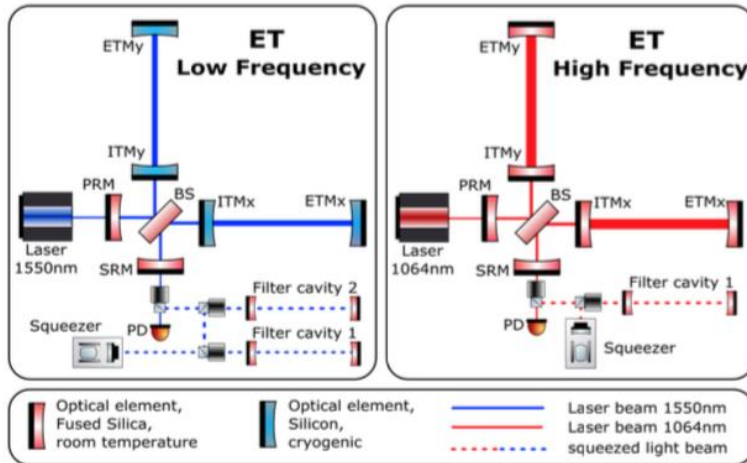 ETMy
ET
Low Frequency
ITMy
PRM
BS
ITMx
ETMx
Laser
1550nm
SRM
Filter cavity 2
PD
Squeezer
Filter cavity 1
ETMy
ET
High Frequency
ITMy
PRM
BS
ITMx
ETMx
Laser
1064nm
SRM
Filter cavity 1
PD
Squeezer
Optical element,
Fused Silica,
room temperature
Optical element,
Silicon,
cryogenic
Laser beam 1550nm
Laser beam 1064nm
squeezed light beam